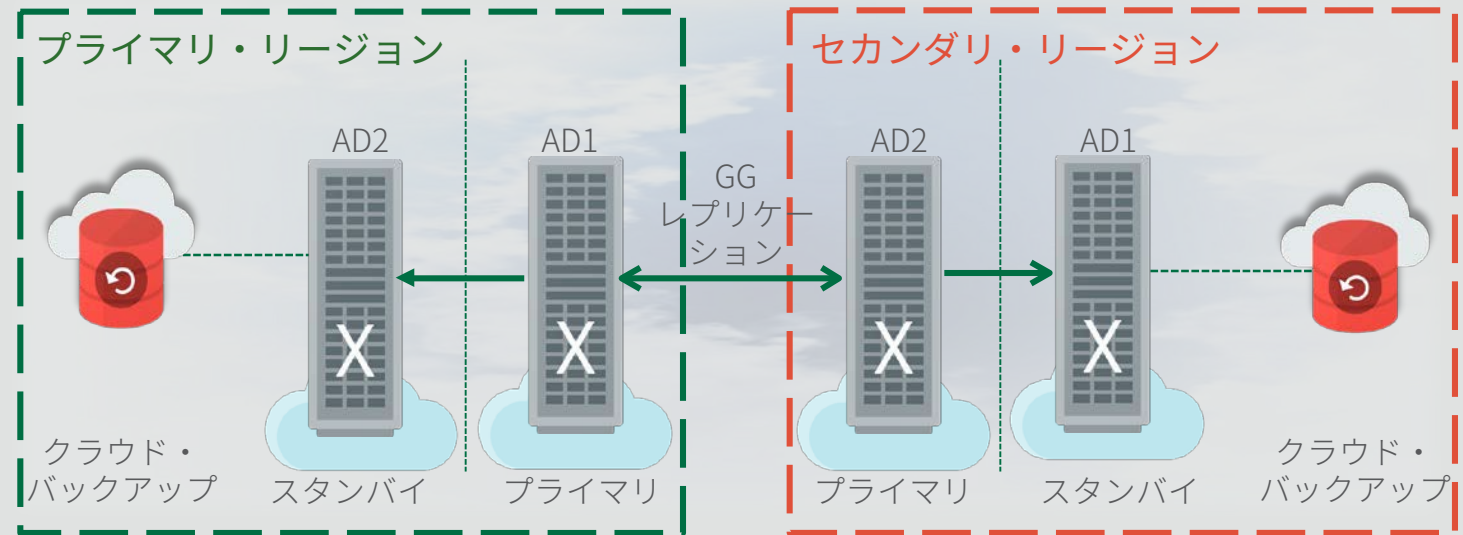 プライマリ・リージョン
セカンダリ・リージョン
AD2
AD1
GG
レプリケー
ション
AD2
AD1
X
X
X
X
クラウド・
バックアップ
スタンバイ
プライマリ
プライマリ
スタンバイ
クラウド・
バックアップ